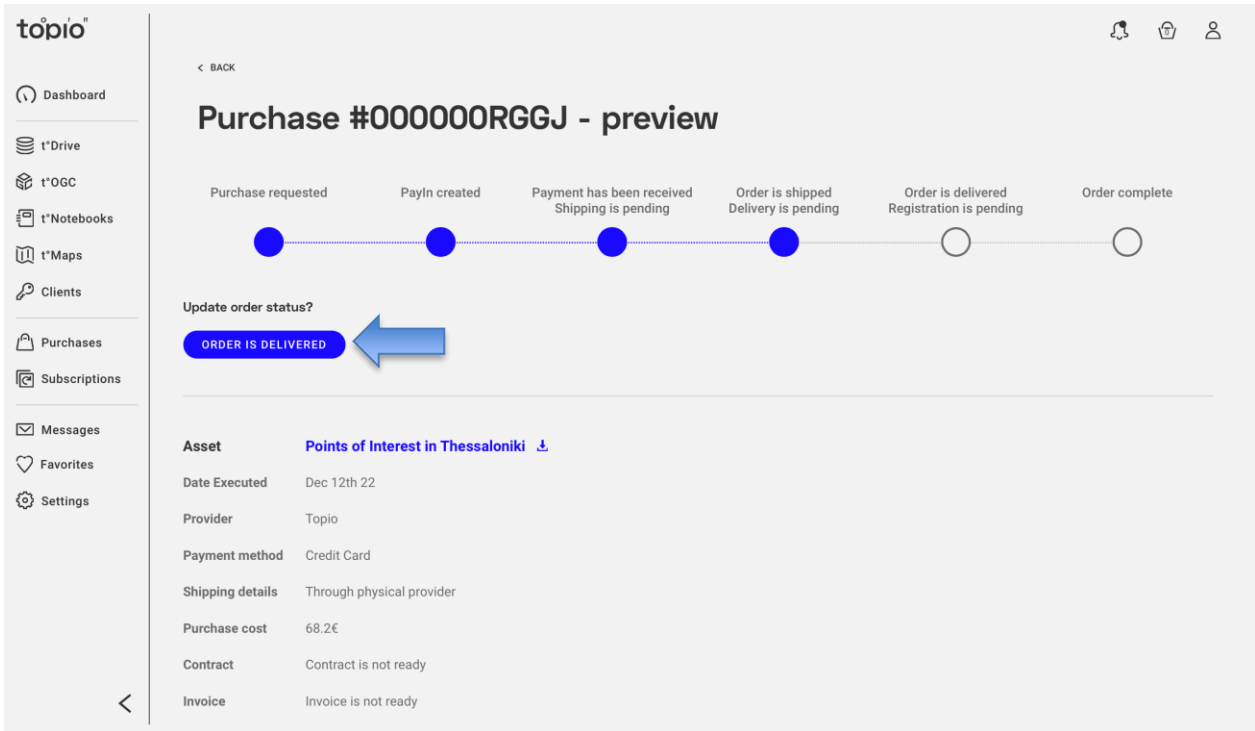 topio
Dashboard
t°Drive
t°OGC
t°Notebooks
t°Maps
Clients
Purchases
Subscriptions
Messages
Favorites
Settings
0
< BACK
Purchase #000000RGGJ - preview
Purchase requested
PayIn created
Payment has been received
Shipping is pending
Order is shipped
Delivery is pending
Order is delivered
Registration is pending
Order complete
Update order status?
ORDER IS DELIVERED
Asset Points of Interest in Thessaloniki
Date Executed Dec 12th 22
Provider Topio
Payment method Credit Card
Shipping details Through physical provider
Purchase cost 68.2€
Contract Contract is not ready
Invoice Invoice is not ready